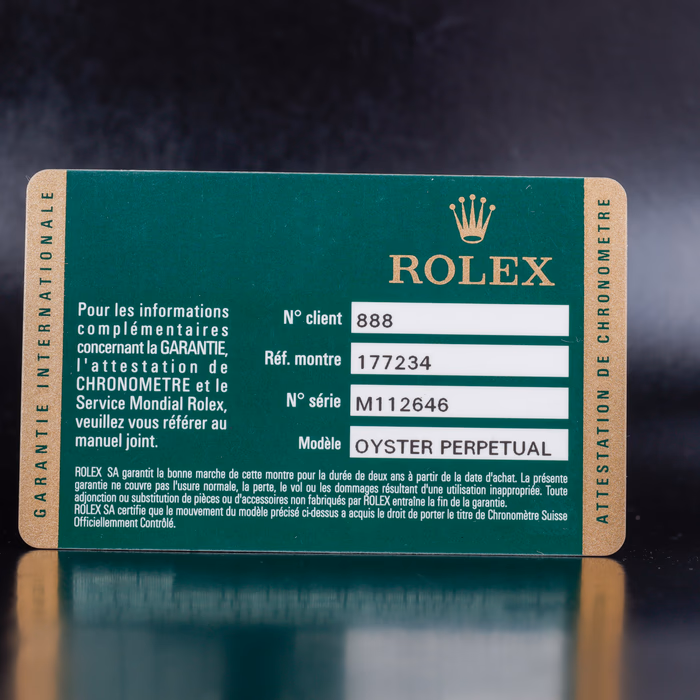 GARANTIE INTERNATIONALE
ROLEX
Pour les informations
complémentaires
concernant la GARANTIE,
l'attestation de
CHRONOMETRE et le
Service Mondial Rolex,
veuillez vous référer au
manuel joint.
N° client 888
Réf. montre 177234
N° série M112646
Modèle OYSTER PERPETUAL
ROLEX SA garantit la bonne marche de cette montre pour la durée de deux ans à partir de la date d'achat. La présente
garantie ne couvre pas l'usure normale, la perte, le vol ou les dommages résultant d'une utilisation inappropriée. Toute
adjonction ou substitution de pièces ou d'accessoires non fabriqués par ROLEX entraîne la fin de la garantie.
ROLEX SA certifie que le mouvement du modèle précisé ci-dessus a acquis le droit de porter le titre de Chronomètre Suisse
Officiellemment Contrôlé.
ATTESTATION DE CHRONOMETRE